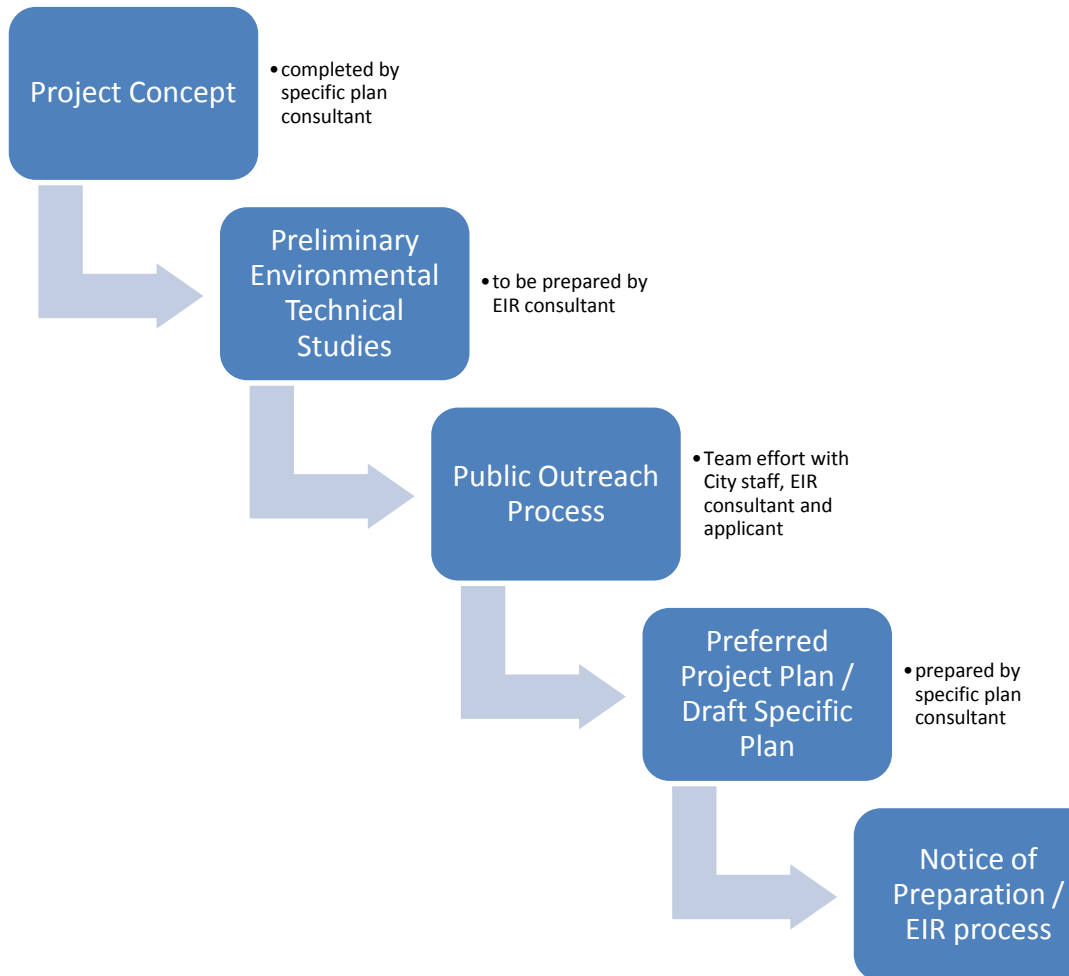 Project Concept
•completed by
specific plan
consultant
Preliminary
Environmental
Technical
Studies
•to be prepared by
EIR consultant
Public Outreach
Process
•Team effort with
City staff, EIR
consultant and
applicant
Preferred
Project Plan /
Draft Specific
Plan
•prepared by
specific plan
consultant
Notice of
Preparation /
EIR process